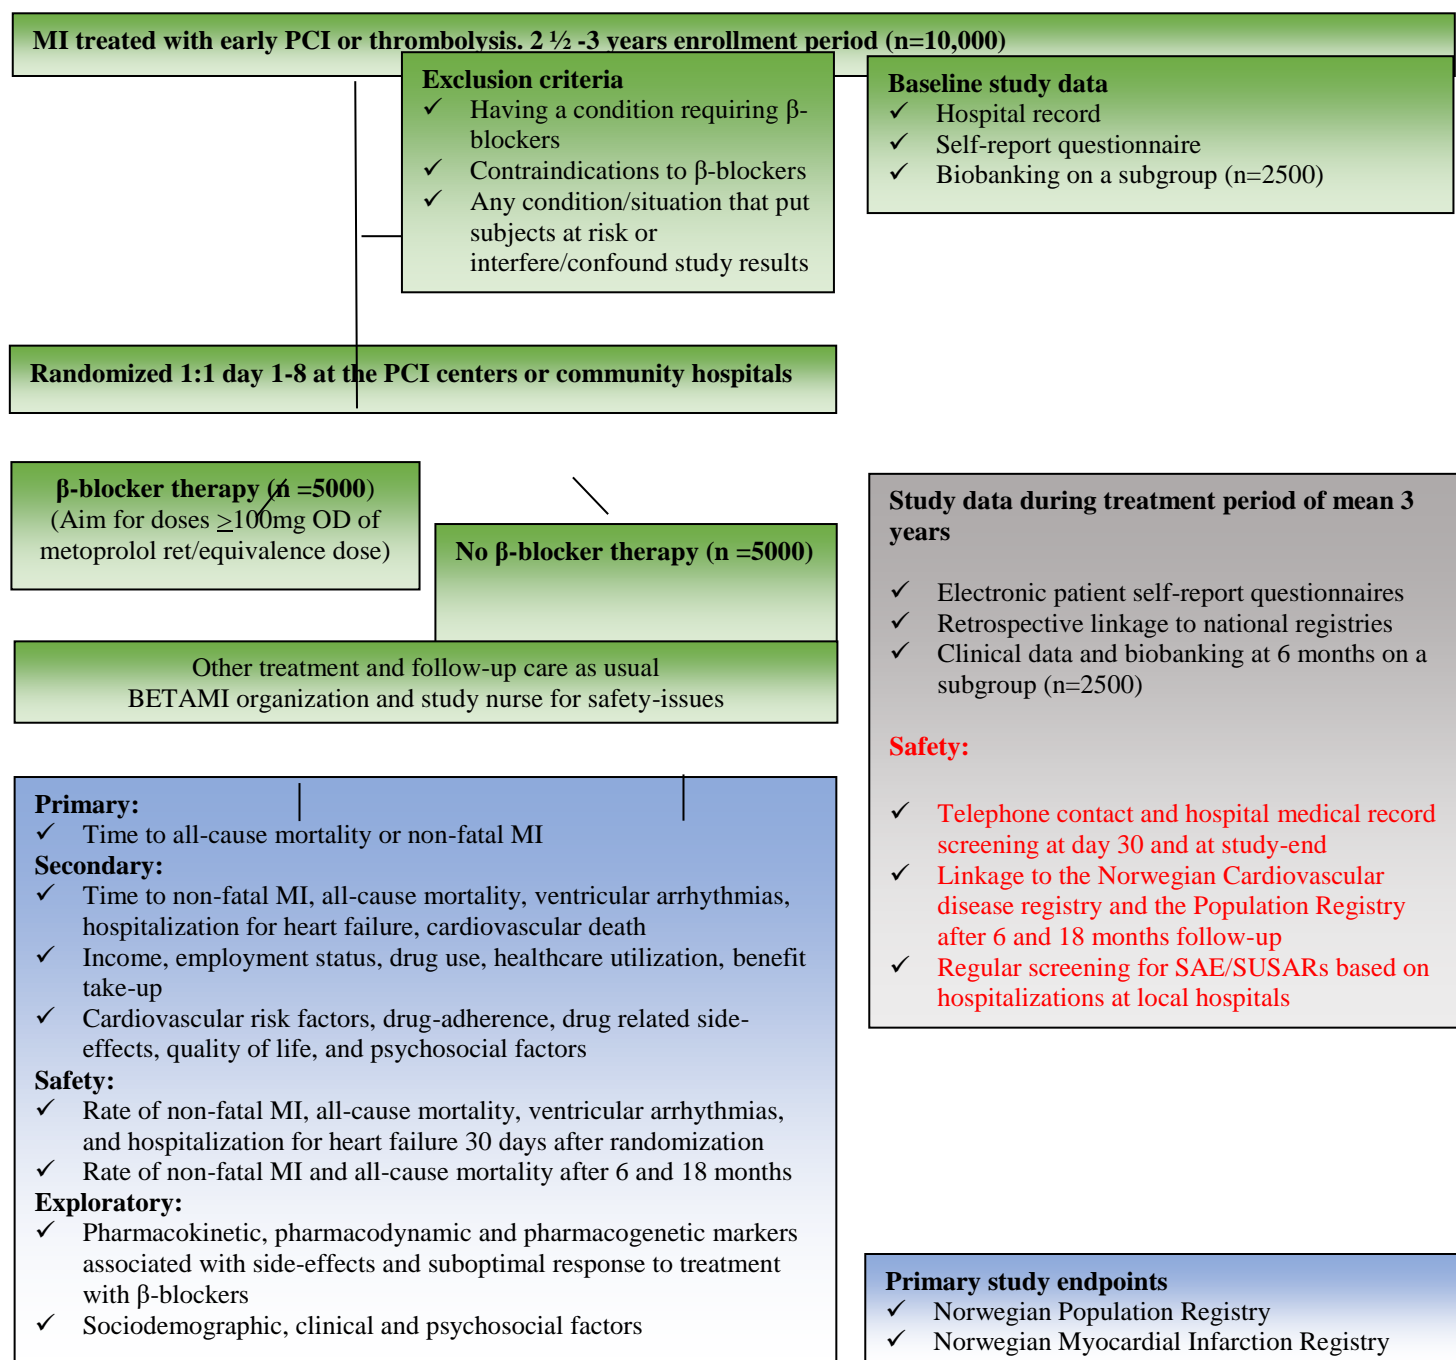 MI treated with early PCI or thrombolysis. 2 ½ -3 years enrollment period (n=10,000)
Exclusion criteria
✓ Having a condition requiring β-
blockers
✓ Contraindications to β-blockers
✓ Any condition/situation that put
subjects at risk or
interfere/confound study results
Baseline study data
✓ Hospital record
✓ Self-report questionnaire
✓ Biobanking on a subgroup (n=2500)
Randomized 1:1 day 1-8 at the PCI centers or community hospitals
β-blocker therapy (n =5000)
(Aim for doses ≥100mg OD of
metoprolol ret/equivalence dose)
No β-blocker therapy (n =5000)
Other treatment and follow-up care as usual
BETAMI organization and study nurse for safety-issues
Study data during treatment period of mean 3
years
✓ Electronic patient self-report questionnaires
✓ Retrospective linkage to national registries
✓ Clinical data and biobanking at 6 months on a
subgroup (n=2500)
Safety:
✓ Telephone contact and hospital medical record
screening at day 30 and at study-end
✓ Linkage to the Norwegian Cardiovascular
disease registry and the Population Registry
after 6 and 18 months follow-up
✓ Regular screening for SAE/SUSARs based on
hospitalizations at local hospitals
Primary:
✓ Time to all-cause mortality or non-fatal MI
Secondary:
✓ Time to non-fatal MI, all-cause mortality, ventricular arrhythmias,
hospitalization for heart failure, cardiovascular death
✓ Income, employment status, drug use, healthcare utilization, benefit
take-up
✓ Cardiovascular risk factors, drug-adherence, drug related side-
effects, quality of life, and psychosocial factors
Safety:
✓ Rate of non-fatal MI, all-cause mortality, ventricular arrhythmias,
and hospitalization for heart failure 30 days after randomization
✓ Rate of non-fatal MI and all-cause mortality after 6 and 18 months
Exploratory:
✓ Pharmacokinetic, pharmacodynamic and pharmacogenetic markers
associated with side-effects and suboptimal response to treatment
with β-blockers
✓ Sociodemographic, clinical and psychosocial factors
Primary study endpoints
✓ Norwegian Population Registry
✓ Norwegian Myocardial Infarction Registry